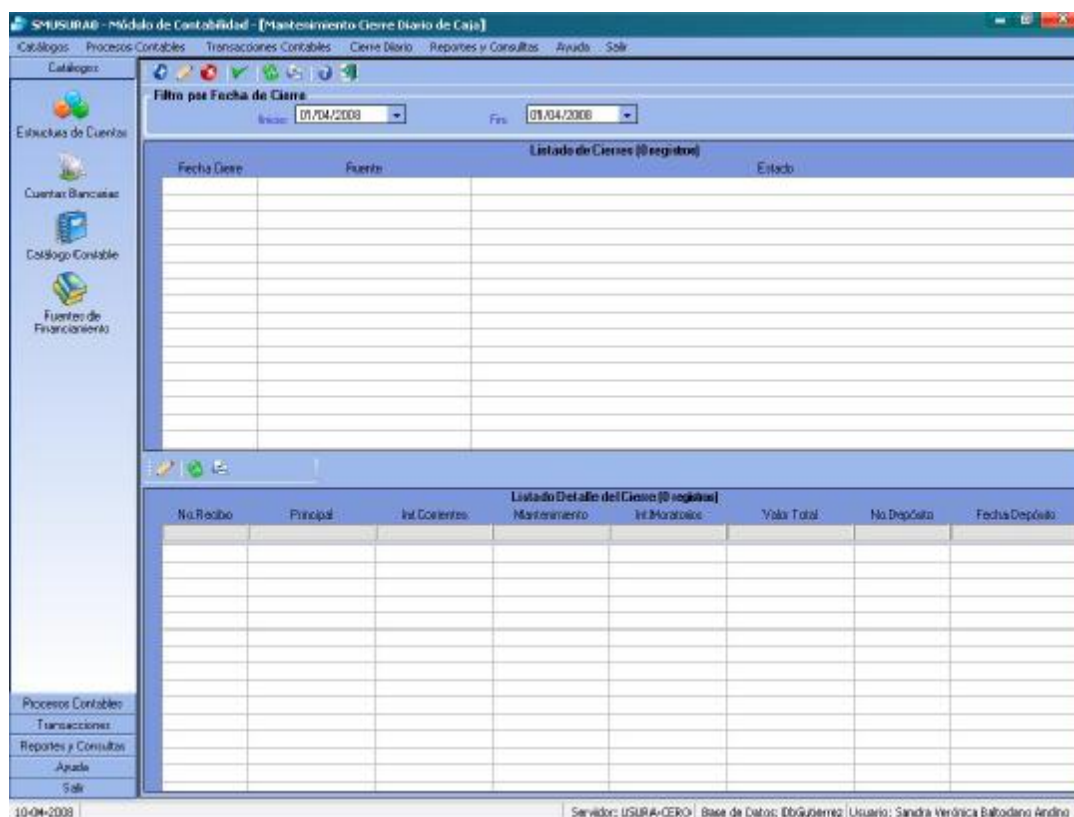 SMUSURA0 - Módulo de Contabilidad - [Mantenimiento Cierre Diario de Caja]
Catálogos Procesos Contables Transacciones Contables Cierre Diario Reportes y Consultas Ayuda Salir
Catálogos
Estructura de Cuentas
Cuentas Bancarias
Catálogo Contable
Fuentes de
Financiamiento
Filtro por Fecha de Cierre
Inicio: 01/04/2008 Fin: 01/04/2008
Listado de Cierres (0 registros)
Fecha Cierre Fuente Estado
Listado Detalle del Cierre (0 registros)
No.Recibo Principal Int.Corrientes Mantenimiento Int.Moratorios Valor Total No.Depósito Fecha Depósito
Procesos Contables
Transacciones
Reportes y Consultas
Ayuda
Salir
10-04-2008 Servidor: USURA-CERO Base de Datos: DbGutierrez Usuario: Sandra Verónica Baltodano Andino